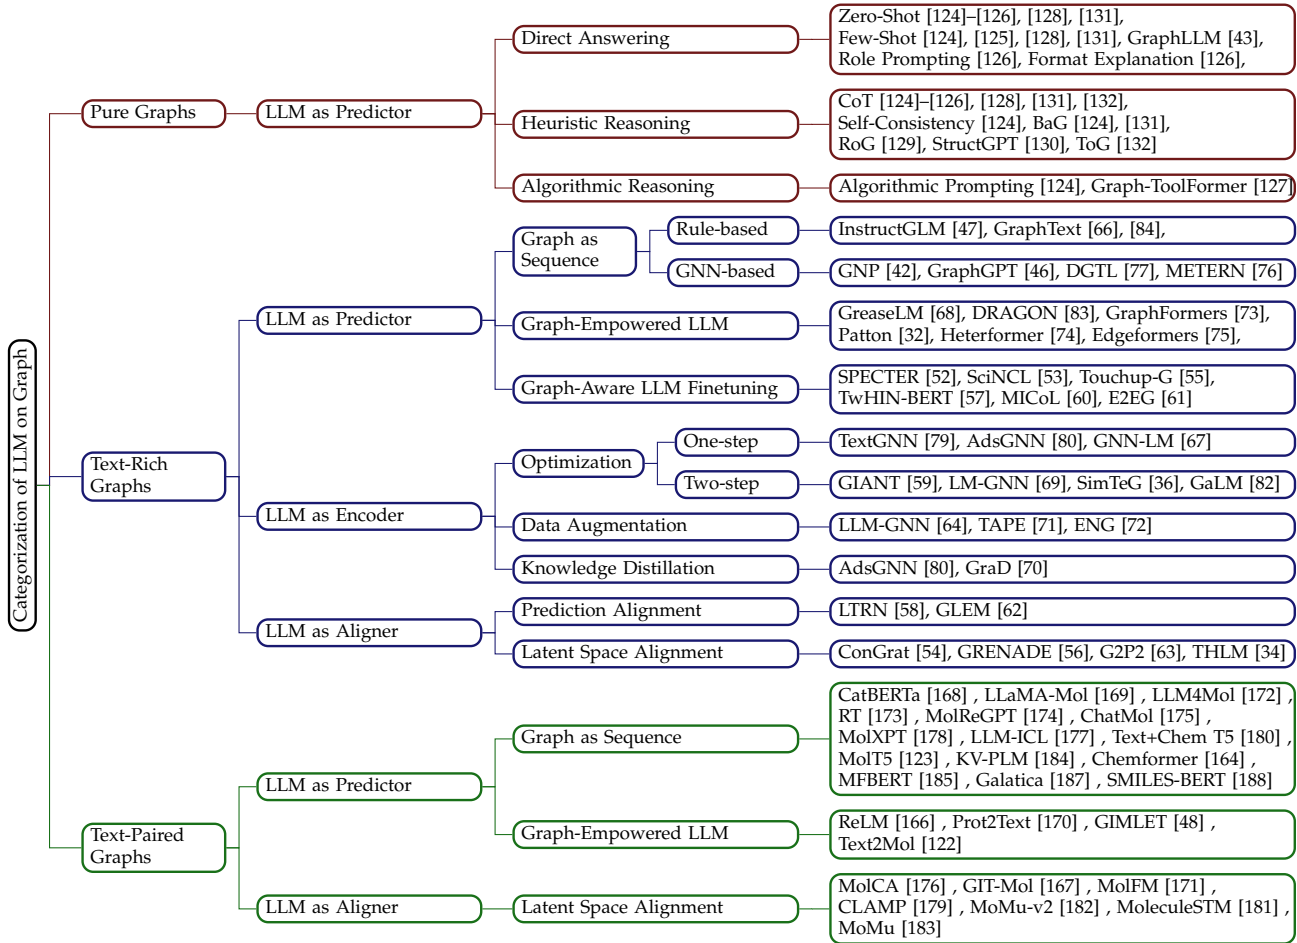 Categorization of LLM on Graph
Pure Graphs
LLM as Predictor
Direct Answering
Zero-Shot [124]–[126], [128], [131],
Few-Shot [124], [125], [128], [131], GraphLLM [43],
Role Prompting [126], Format Explanation [126],
Heuristic Reasoning
CoT [124]–[126], [128], [131], [132],
Self-Consistency [124], BaG [124], [131],
RoG [129], StructGPT [130], ToG [132]
Algorithmic Reasoning
Algorithmic Prompting [124], Graph-ToolFormer [127]
Text-Rich
Graphs
LLM as Predictor
Graph as
Sequence
Rule-based
InstructGLM [47], GraphText [66], [84],
GNN-based
GNP [42], GraphGPT [46], DGTL [77], METERN [76]
Graph-Empowered LLM
GreaseLM [68], DRAGON [83], GraphFormers [73],
Patton [32], Heterformer [74], Edgeformers [75],
Graph-Aware LLM Finetuning
SPECTER [52], SciNCL [53], Touchup-G [55],
TwHIN-BERT [57], MICoL [60], E2EG [61]
LLM as Encoder
Optimization
One-step
TextGNN [79], AdsGNN [80], GNN-LM [67]
Two-step
GIANT [59], LM-GNN [69], SimTeG [36], GaLM [82]
Data Augmentation
LLM-GNN [64], TAPE [71], ENG [72]
Knowledge Distillation
AdsGNN [80], GraD [70]
LLM as Aligner
Prediction Alignment
LTRN [58], GLEM [62]
Latent Space Alignment
ConGrat [54], GRENADE [56], G2P2 [63], THLM [34]
Text-Paired
Graphs
LLM as Predictor
Graph as Sequence
CatBERTa [168] , LLaMA-Mol [169] , LLM4Mol [172] ,
RT [173] , MolReGPT [174] , ChatMol [175] ,
MolXPT [178] , LLM-ICL [177] , Text+Chem T5 [180] ,
MolT5 [123] , KV-PLM [184] , Chemformer [164] ,
MFBERT [185] , Galatica [187] , SMILES-BERT [188]
Graph-Empowered LLM
ReLM [166] , Prot2Text [170] , GIMLET [48] ,
Text2Mol [122]
LLM as Aligner
Latent Space Alignment
MolCA [176] , GIT-Mol [167] , MolFM [171] ,
CLAMP [179] , MoMu-v2 [182] , MoleculeSTM [181] ,
MoMu [183]